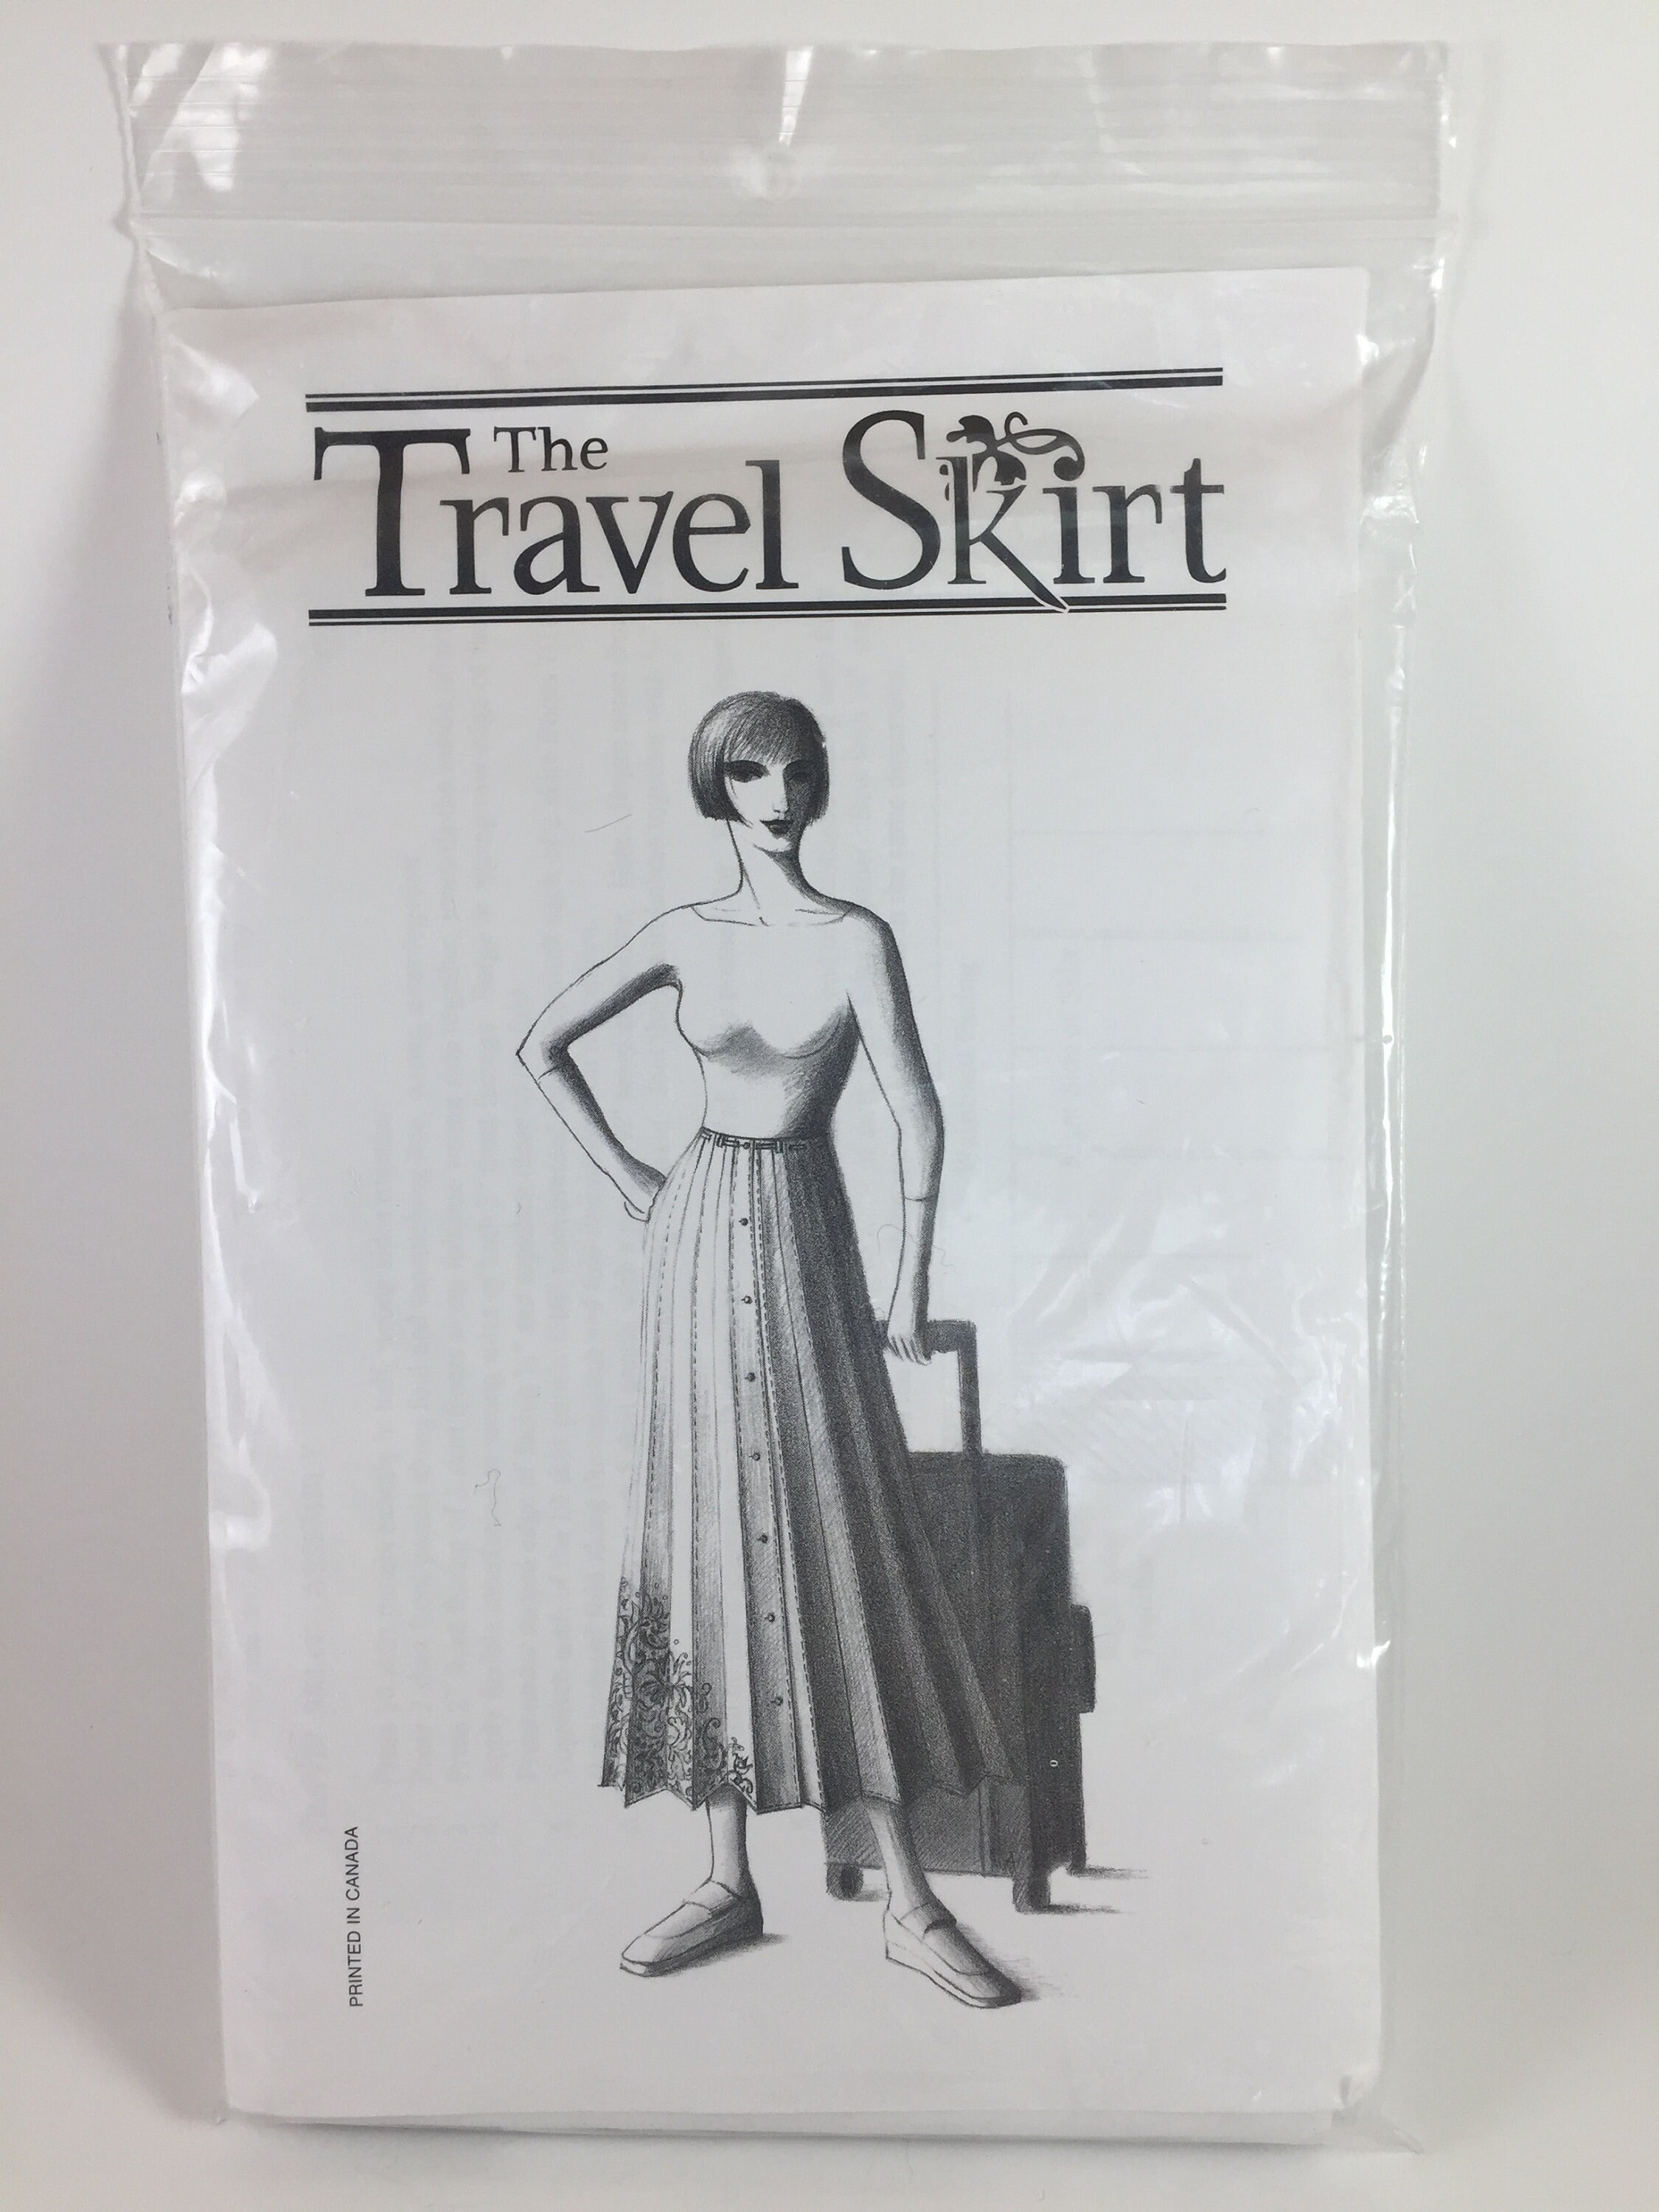 The
Travel Skirt
PRINTED IN CANADA